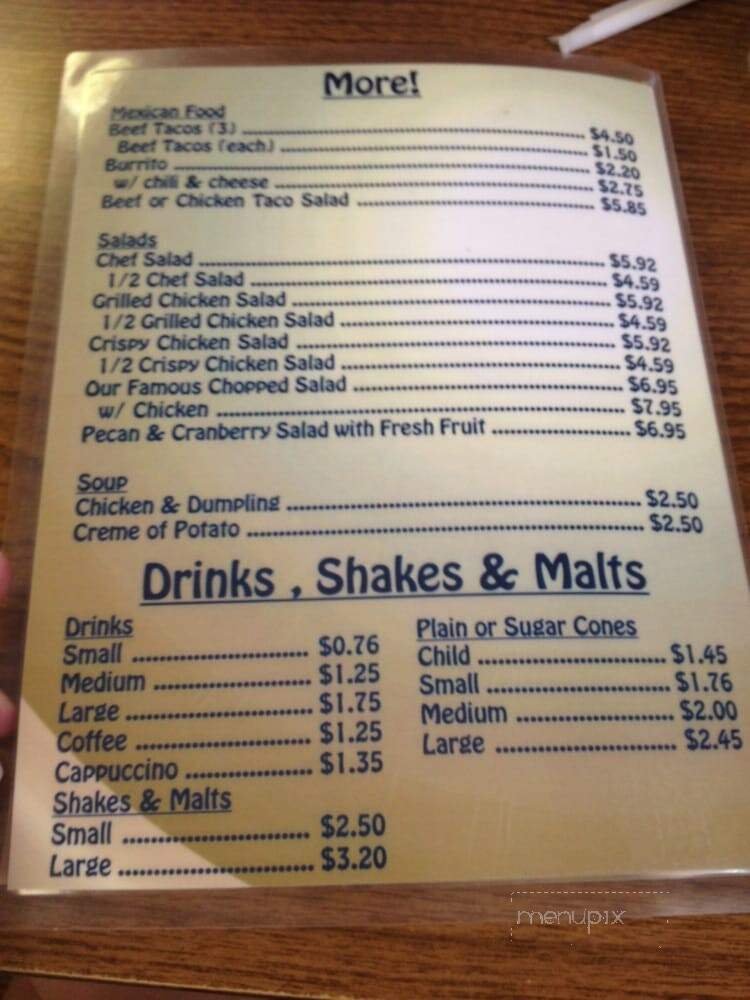 More!
Mexican Food
Beef Tacos (3) $4.50
Beef Tacos (each) $1.50
Burrito $2.20
w/ chili & cheese $2.75
Beef or Chicken Taco Salad $5.85
Salads
Chef Salad $5.92
1/2 Chef Salad $4.59
Grilled Chicken Salad $5.92
1/2 Grilled Chicken Salad $4.59
Crispy Chicken Salad $5.92
1/2 Crispy Chicken Salad $4.59
Our Famous Chopped Salad $6.95
w/ Chicken $7.95
Pecan & Cranberry Salad with Fresh Fruit $6.95
Soup
Chicken & Dumpling $2.50
Creme of Potato $2.50
Drinks , Shakes & Malts
Drinks
Small $0.76
Medium $1.25
Large $1.75
Coffee $1.25
Cappuccino $1.35
Shakes & Malts
Small $2.50
Large $3.20
Plain or Sugar Cones
Child $1.45
Small $1.76
Medium $2.00
Large $2.45
menupix